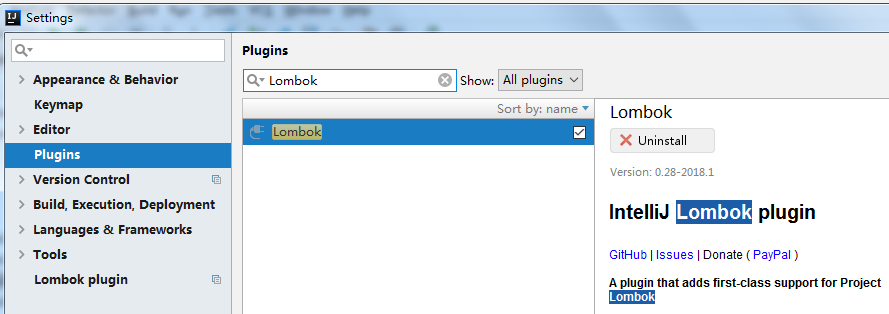 IJ Settings
Plugins
Appearance & Behavior
Keymap
Editor
Plugins
Version Control
Build, Execution, Deployment
Languages & Frameworks
Tools
Lombok plugin
Lombok
Show: All plugins
Sort by: name
Lombok
Lombok
Uninstall
Version: 0.28-2018.1
IntelliJ Lombok plugin
GitHub | Issues | Donate ( PayPal )
A plugin that adds first-class support for Project
Lombok